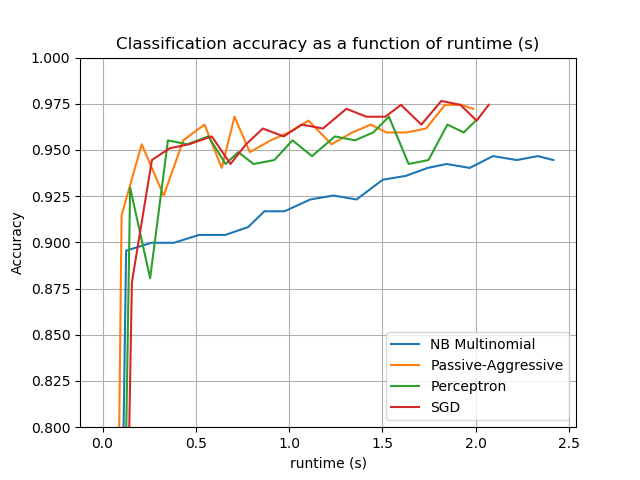 Classification accuracy as a function of runtime (s)
Accuracy
1.000
0.975
0.950
0.925
0.900
0.875
0.850
0.825
0.800
NB Multinomial
Passive-Aggressive
Perceptron
SGD
0.0 0.5 1.0 1.5 2.0 2.5
runtime (s)